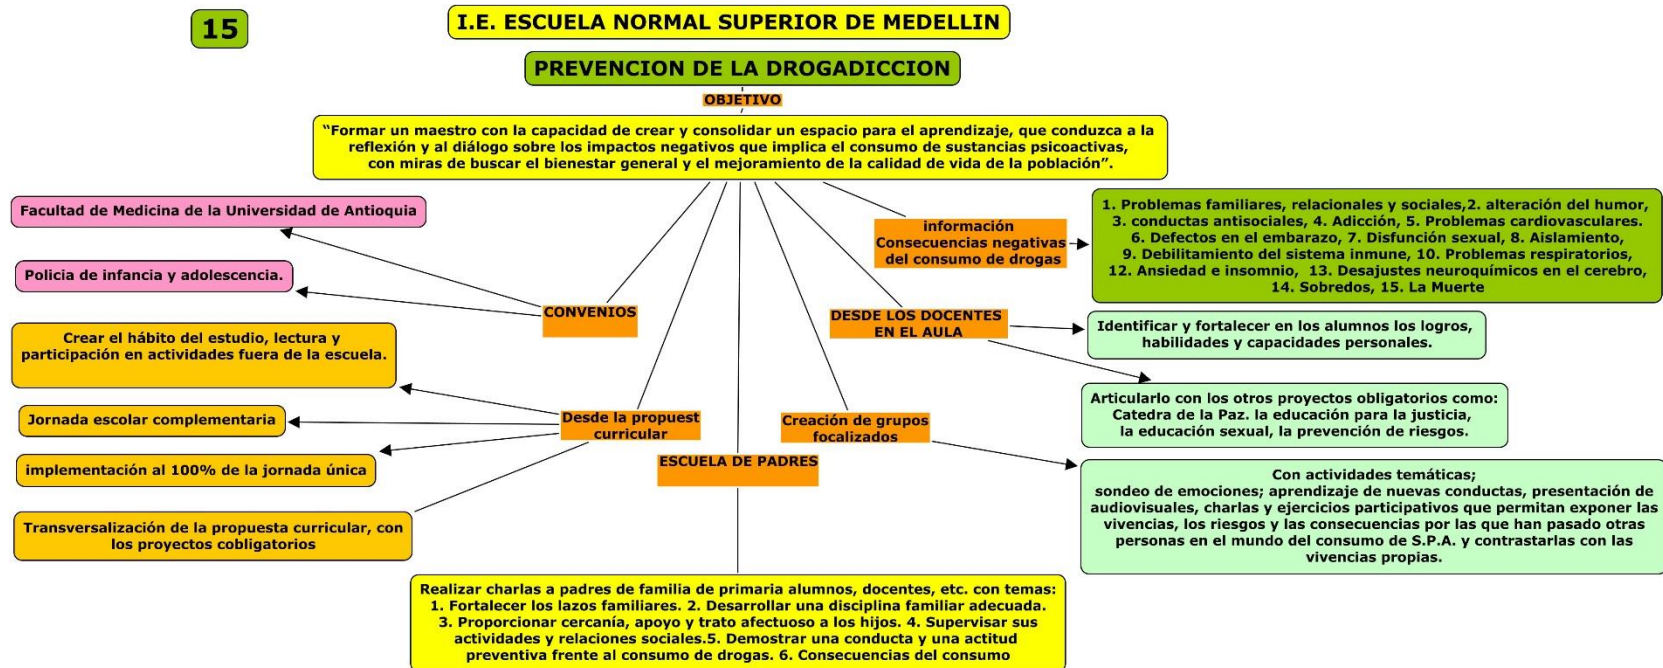 15
I.E. ESCUELA NORMAL SUPERIOR DE MEDELLIN
PREVENCION DE LA DROGADICCION
OBJETIVO
“Formar un maestro con la capacidad de crear y consolidar un espacio para el aprendizaje, que conduzca a la
reflexión y al diálogo sobre los impactos negativos que implica el consumo de sustancias psicoactivas,
con miras de buscar el bienestar general y el mejoramiento de la calidad de vida de la población”.
Facultad de Medicina de la Universidad de Antioquia
Policia de infancia y adolescencia.
CONVENIOS
información
Consecuencias negativas
del consumo de drogas
1. Problemas familiares, relacionales y sociales,2. alteración del humor,
3. conductas antisociales, 4. Adicción, 5. Problemas cardiovasculares.
6. Defectos en el embarazo, 7. Disfunción sexual, 8. Aislamiento,
9. Debilitamiento del sistema inmune, 10. Problemas respiratorios,
12. Ansiedad e insomnio, 13. Desajustes neuroquímicos en el cerebro,
14. Sobredos, 15. La Muerte
DESDE LOS DOCENTES
EN EL AULA
Identificar y fortalecer en los alumnos los logros,
habilidades y capacidades personales.
Articularlo con los otros proyectos obligatorios como:
Catedra de la Paz. la educación para la justicia,
la educación sexual, la prevención de riesgos.
Crear el hábito del estudio, lectura y
participación en actividades fuera de la escuela.
Jornada escolar complementaria
implementación al 100% de la jornada única
Transversalización de la propuesta curricular, con
los proyectos cobligatorios
Desde la propuest
curricular
ESCUELA DE PADRES
Creación de grupos
focalizados
Con actividades temáticas;
sondeo de emociones; aprendizaje de nuevas conductas, presentación de
audiovisuales, charlas y ejercicios participativos que permitan exponer las
vivencias, los riesgos y las consecuencias por las que han pasado otras
personas en el mundo del consumo de S.P.A. y contrastarlas con las
vivencias propias.
Realizar charlas a padres de familia de primaria alumnos, docentes, etc. con temas:
1. Fortalecer los lazos familiares. 2. Desarrollar una disciplina familiar adecuada.
3. Proporcionar cercanía, apoyo y trato afectuoso a los hijos. 4. Supervisar sus
actividades y relaciones sociales.5. Demostrar una conducta y una actitud
preventiva frente al consumo de drogas. 6. Consecuencias del consumo